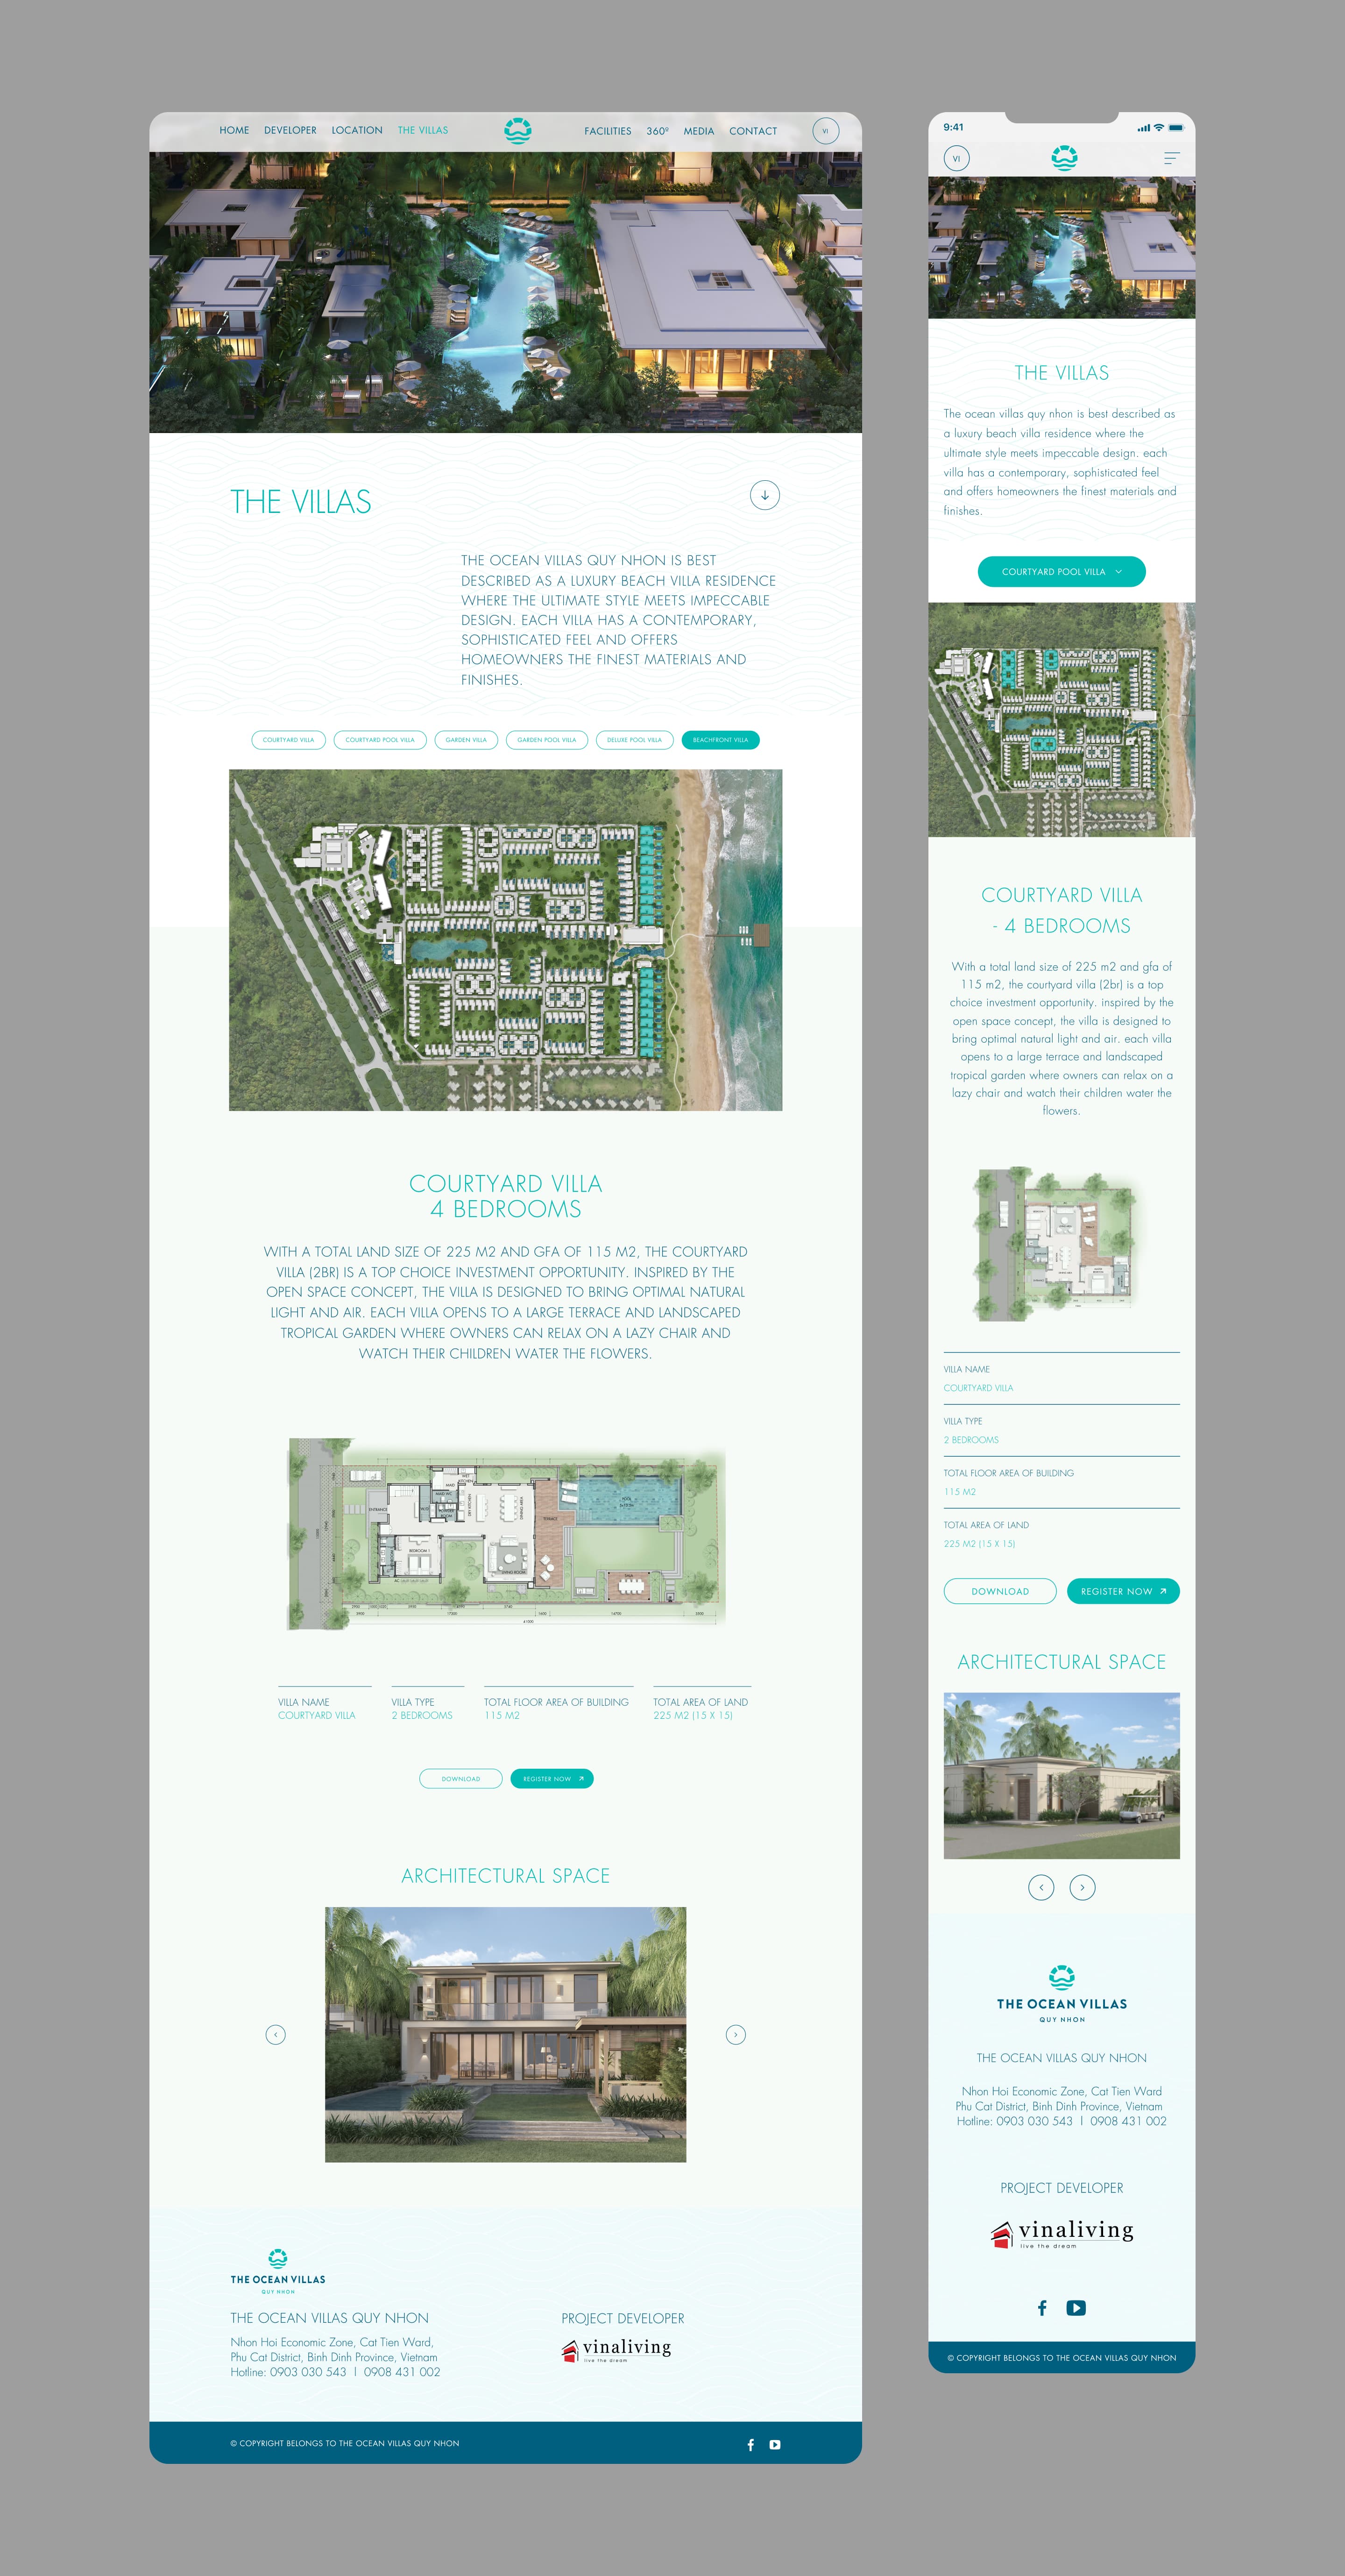 HOME DEVELOPER LOCATION THE VILLAS FACILITIES 360º MEDIA CONTACT VI
THE VILLAS
THE OCEAN VILLAS QUY NHON IS BEST
DESCRIBED AS A LUXURY BEACH VILLA RESIDENCE
WHERE THE ULTIMATE STYLE MEETS IMPECCABLE
DESIGN. EACH VILLA HAS A CONTEMPORARY,
SOPHISTICATED FEEL AND OFFERS
HOMEOWNERS THE FINEST MATERIALS AND
FINISHES.
COURTYARD VILLA COURTYARD POOL VILLA GARDEN VILLA GARDEN POOL VILLA DELUXE POOL VILLA BEACHFRONT VILLA
COURTYARD VILLA
4 BEDROOMS
WITH A TOTAL LAND SIZE OF 225 M2 AND GFA OF 115 M2, THE COURTYARD
VILLA (2BR) IS A TOP CHOICE INVESTMENT OPPORTUNITY. INSPIRED BY THE
OPEN SPACE CONCEPT, THE VILLA IS DESIGNED TO BRING OPTIMAL NATURAL
LIGHT AND AIR. EACH VILLA OPENS TO A LARGE TERRACE AND LANDSCAPED
TROPICAL GARDEN WHERE OWNERS CAN RELAX ON A LAZY CHAIR AND
WATCH THEIR CHILDREN WATER THE FLOWERS.
ENTRANCE
BEDROOM 1
DINING AREA
LIVING ROOM
VILLA NAME VILLA TYPE TOTAL FLOOR AREA OF BUILDING TOTAL AREA OF LAND
COURTYARD VILLA 2 BEDROOMS 115 M2 225 M2 (15 X 15)
DOWNLOAD REGISTER NOW
ARCHITECTURAL SPACE
THE OCEAN VILLAS
QUY NHON
THE OCEAN VILLAS QUY NHON
Nhon Hoi Economic Zone, Cat Tien Ward,
Phu Cat District, Binh Dinh Province, Vietnam
Hotline: 0903 030 543 | 0908 431 002
PROJECT DEVELOPER
vinaliving
live the dream
© COPYRIGHT BELONGS TO THE OCEAN VILLAS QUY NHON
9:41
VI
THE VILLAS
The ocean villas quy nhon is best described as
a luxury beach villa residence where the
ultimate style meets impeccable design. each
villa has a contemporary, sophisticated feel
and offers homeowners the finest materials and
finishes.
COURTYARD POOL VILLA
COURTYARD VILLA
- 4 BEDROOMS
With a total land size of 225 m2 and gfa of
115 m2, the courtyard villa (2br) is a top
choice investment opportunity. inspired by the
open space concept, the villa is designed to
bring optimal natural light and air. each villa
opens to a large terrace and landscaped
tropical garden where owners can relax on a
lazy chair and watch their children water the
flowers.
VILLA NAME
COURTYARD VILLA
VILLA TYPE
2 BEDROOMS
TOTAL FLOOR AREA OF BUILDING
115 M2
TOTAL AREA OF LAND
225 M2 (15 X 15)
DOWNLOAD REGISTER NOW
ARCHITECTURAL SPACE
THE OCEAN VILLAS
QUY NHON
THE OCEAN VILLAS QUY NHON
Nhon Hoi Economic Zone, Cat Tien Ward
Phu Cat District, Binh Dinh Province, Vietnam
Hotline: 0903 030 543 | 0908 431 002
PROJECT DEVELOPER
vinaliving
live the dream
© COPYRIGHT BELONGS TO THE OCEAN VILLAS QUY NHON